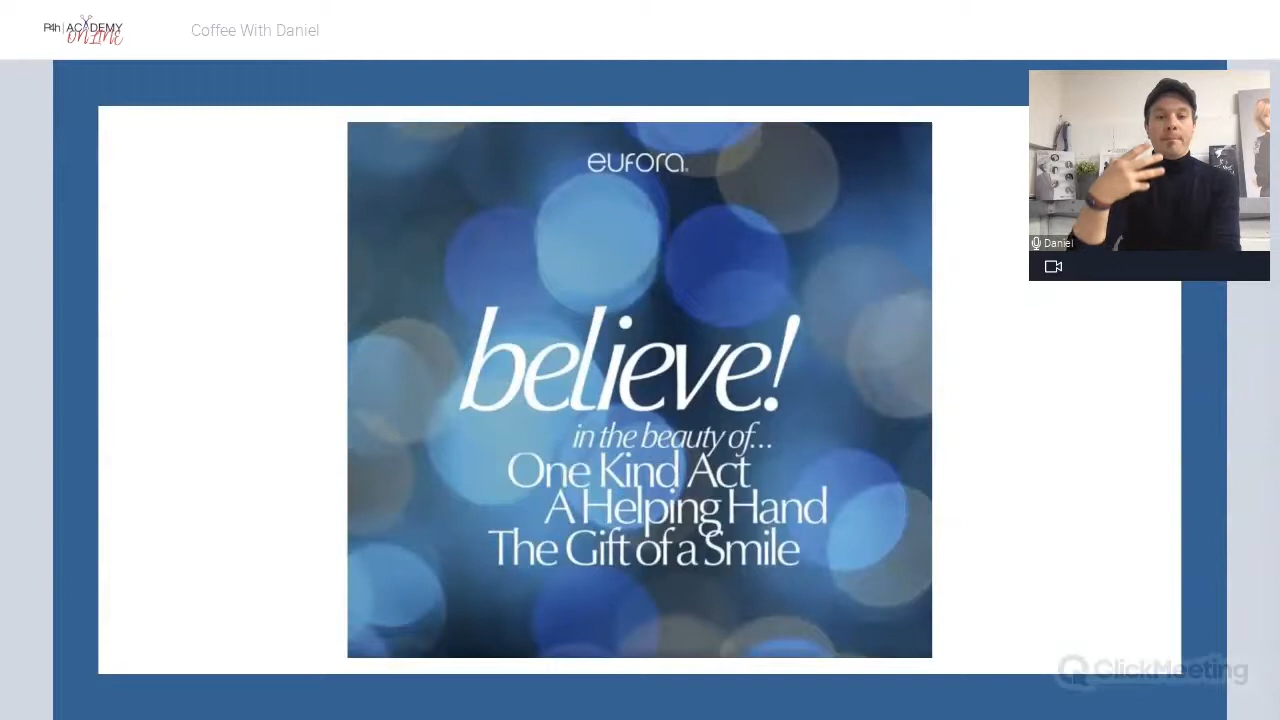 P4h | ACADEMY
ONLINE
Coffee With Daniel
eufora
believe!
in the beauty of...
One Kind Act
A Helping Hand
The Gift of a Smile
Daniel
ClickMeeting